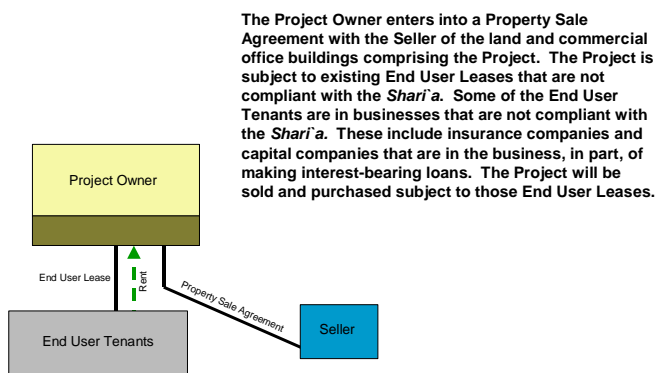 The Project Owner enters into a Property Sale
Agreement with the Seller of the land and commercial
office buildings comprising the Project. The Project is
subject to existing End User Leases that are not
compliant with the Shari`a. Some of the End User
Tenants are in businesses that are not compliant with
the Shari`a. These include insurance companies and
capital companies that are in the business, in part, of
making interest-bearing loans. The Project will be
sold and purchased subject to those End User Leases.
Project Owner
End User Lease
Rent
Property Sale Agreement
Seller
End User Tenants